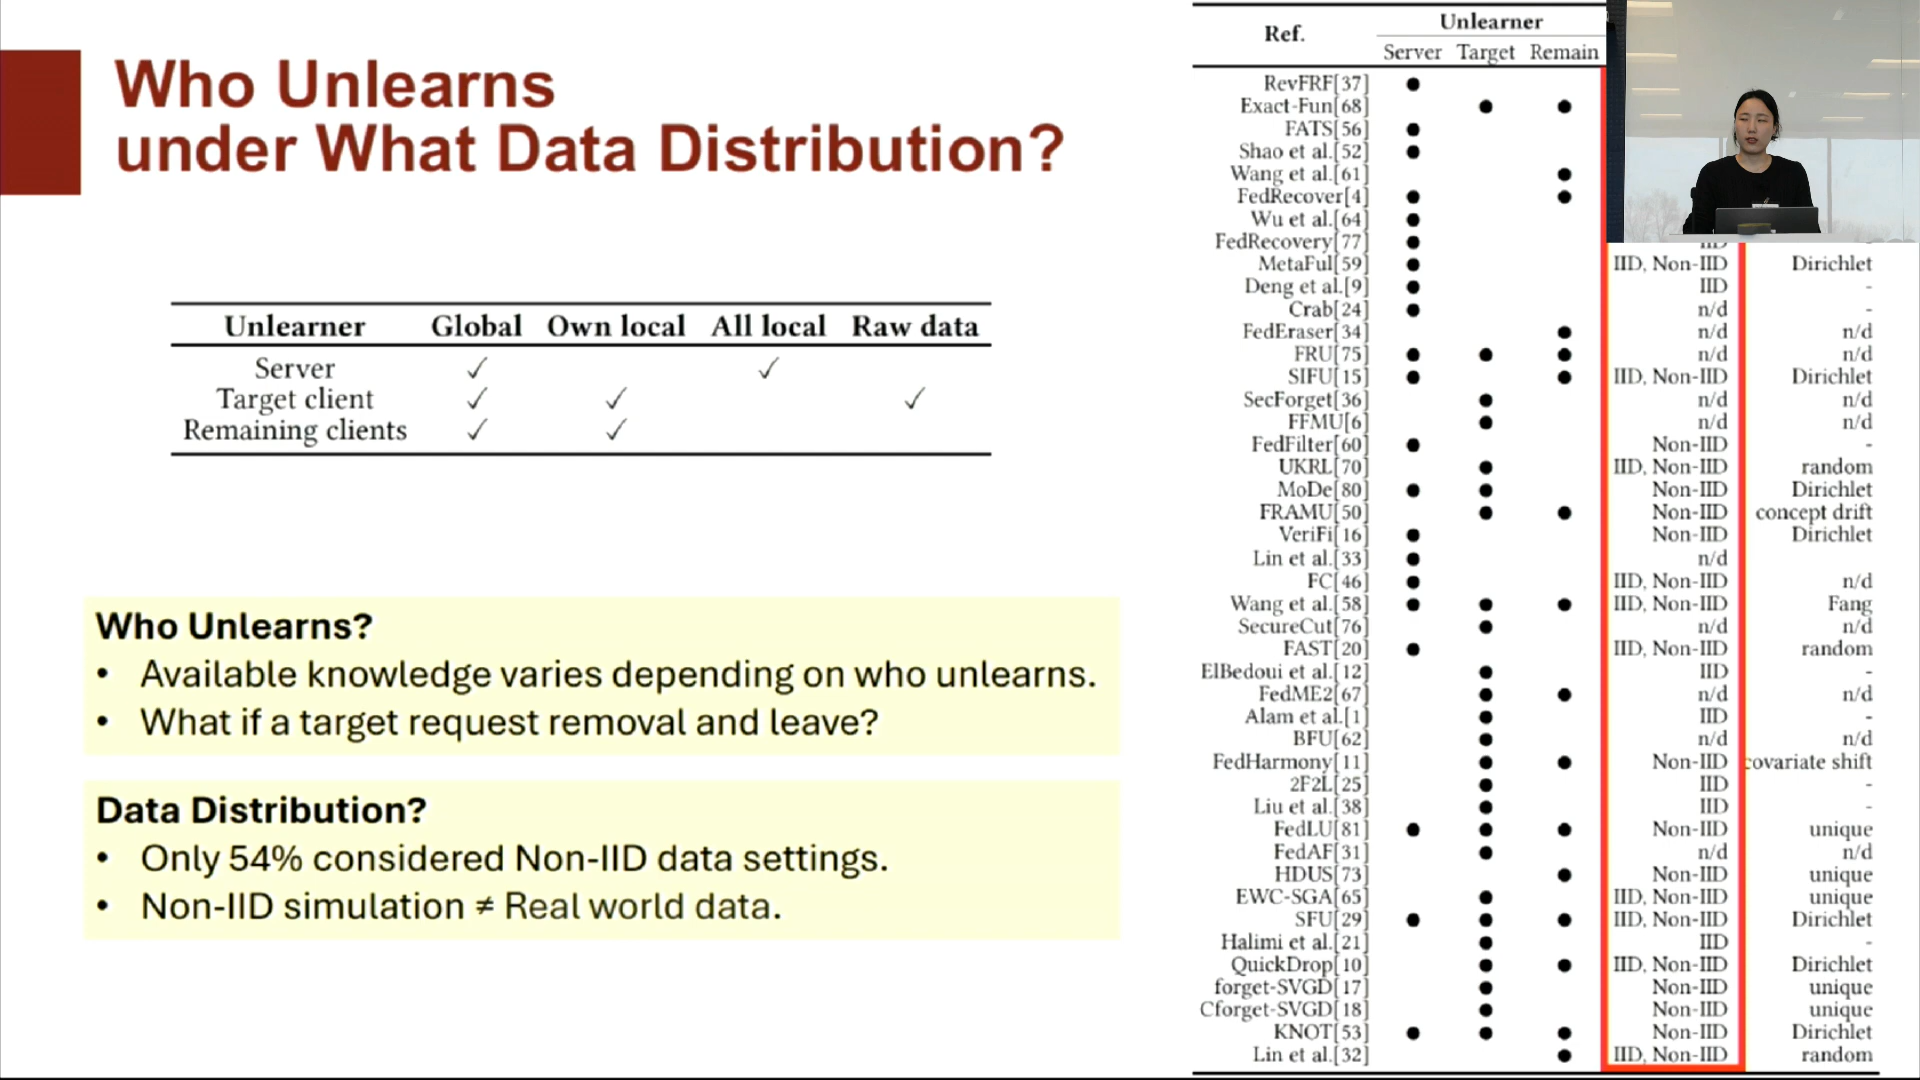 Who Unlearns
under What Data Distribution?
Unlearner Global Own local All local Raw data
Server ✓ ✓
Target client ✓ ✓ ✓
Remaining clients ✓ ✓
Who Unlearns?
• Available knowledge varies depending on who unlearns.
• What if a target request removal and leave?
Data Distribution?
• Only 54% considered Non-IID data settings.
• Non-IID simulation ≠ Real world data.
Ref. Unlearner
Server Target Remain
RevFRF[37] ●
Exact-Fun[68] ● ●
FATS[56] ●
Shao et al.[52] ●
Wang et al.[61] ●
FedRecover[4] ● ●
Wu et al.[64] ●
FedRecovery[77] ● IID
MetaFul[59] ● IID, Non-IID Dirichlet
Deng et al.[9] ● IID -
Crab[24] ● n/d -
FedEraser[34] ● n/d n/d
FRU[75] ● ● ● n/d n/d
SIFU[15] ● ● IID, Non-IID Dirichlet
SecForget[36] ● n/d n/d
FFMU[6] ● n/d n/d
FedFilter[60] ● Non-IID -
UKRL[70] ● IID, Non-IID random
MoDe[80] ● ● Non-IID Dirichlet
FRAMU[50] ● ● Non-IID concept drift
VeriFi[16] ● Non-IID Dirichlet
Lin et al.[33] ● n/d
FC[46] ● IID, Non-IID n/d
Wang et al.[58] ● ● ● IID, Non-IID Fang
SecureCut[76] ● n/d n/d
FAST[20] ● IID, Non-IID random
ElBedoui et al.[12] ● IID -
FedME2[67] ● ● n/d n/d
Alam et al.[1] ● IID -
BFU[62] ● n/d n/d
FedHarmony[11] ● ● Non-IID covariate shift
2F2L[25] ● IID -
Liu et al.[38] ● IID -
FedLU[81] ● ● ● Non-IID unique
FedAF[31] ● n/d n/d
HDUS[73] ● Non-IID unique
EWC-SGA[65] ● IID, Non-IID unique
SFU[29] ● ● ● IID, Non-IID Dirichlet
Halimi et al.[21] ● IID -
QuickDrop[10] ● ● IID, Non-IID Dirichlet
forget-SVGD[17] ● Non-IID unique
Cforget-SVGD[18] ● Non-IID unique
KNOT[53] ● ● ● Non-IID Dirichlet
Lin et al.[32] ● IID, Non-IID random